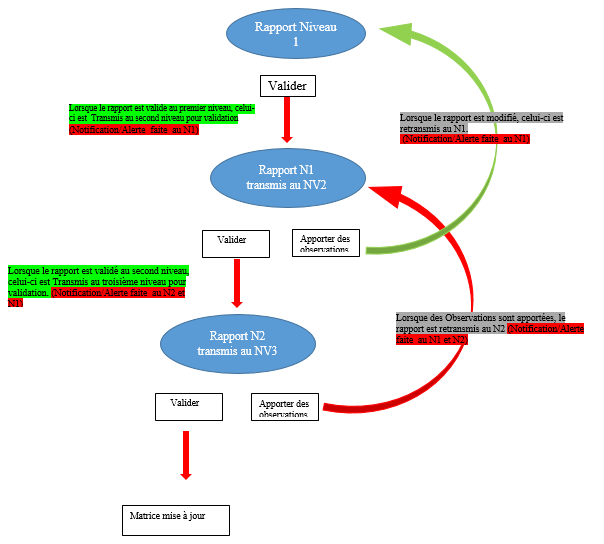 Rapport Niveau
1
Valider
Lorsque le rapport est valide au premier niveau, celui-
ci est Transmis au second niveau pour validation
(Notification/Alerte faite au N1)
Lorsque le rapport est modifié, celui-ci est
retransmis au N1.
(Notification/Alerte faite au N1)
Rapport N1
transmis au NV2
Valider
Apporter des
observations
Lorsque le rapport est validé au second niveau,
celui-ci est Transmis au troisième niveau pour
validation. (Notification/Alerte faite au N2 et
N1)
Lorsque des Observations sont apportées, le
rapport est retransmis au N2 (Notification/Alerte
faite au N1 et N2)
Rapport N2
transmis au NV3
Valider
Apporter des
observations
Matrice mise à jour